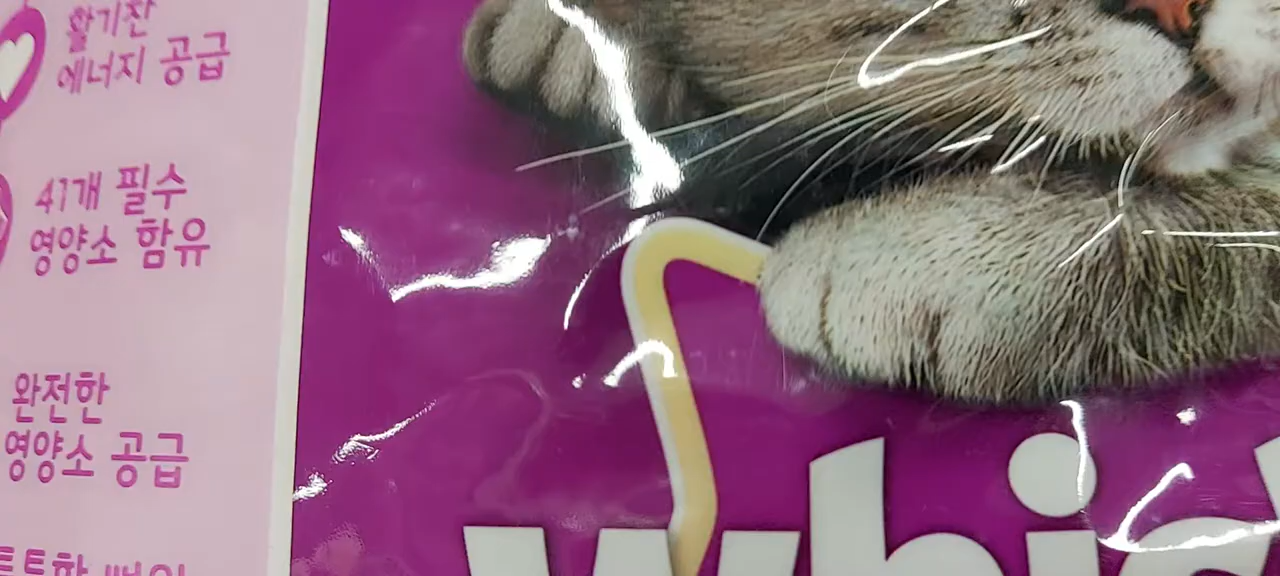 활기찬
에너지 공급
41개 필수
영양소 함유
완전한
영양소 공급
whis